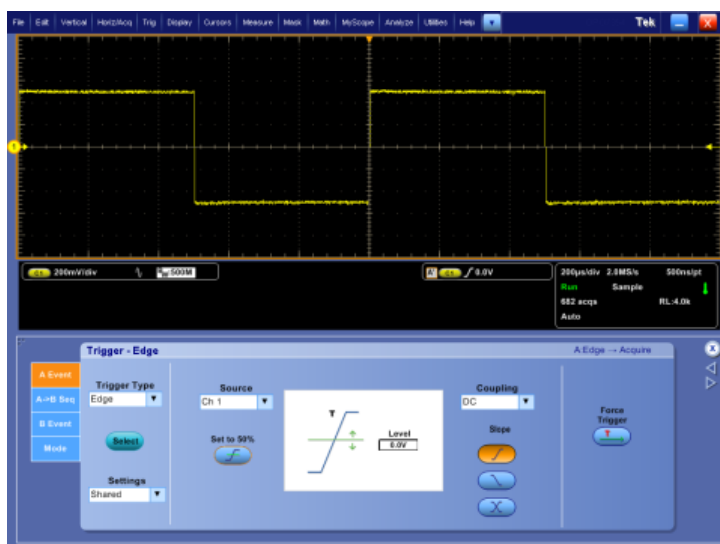 File Edit Vertical Horiz/Acq Trig Display Cursors Measure Mask Math MyScope Analyze Utilities Help Tek X
1
C1 200mV/div 500M A' C1 0.0V 200µs/div 2.0MS/s 500ns/pt
Run Sample
682 acqs RL:4.0k
Auto
Trigger - Edge A:Edge → Acquire X
A Event
A->B Seq
B Event
Mode
Trigger Type
Edge
Select
Settings
Shared
Source
Ch 1
Set to 50%
T
Level
0.0V
Coupling
DC
Slope
Force
Trigger
T